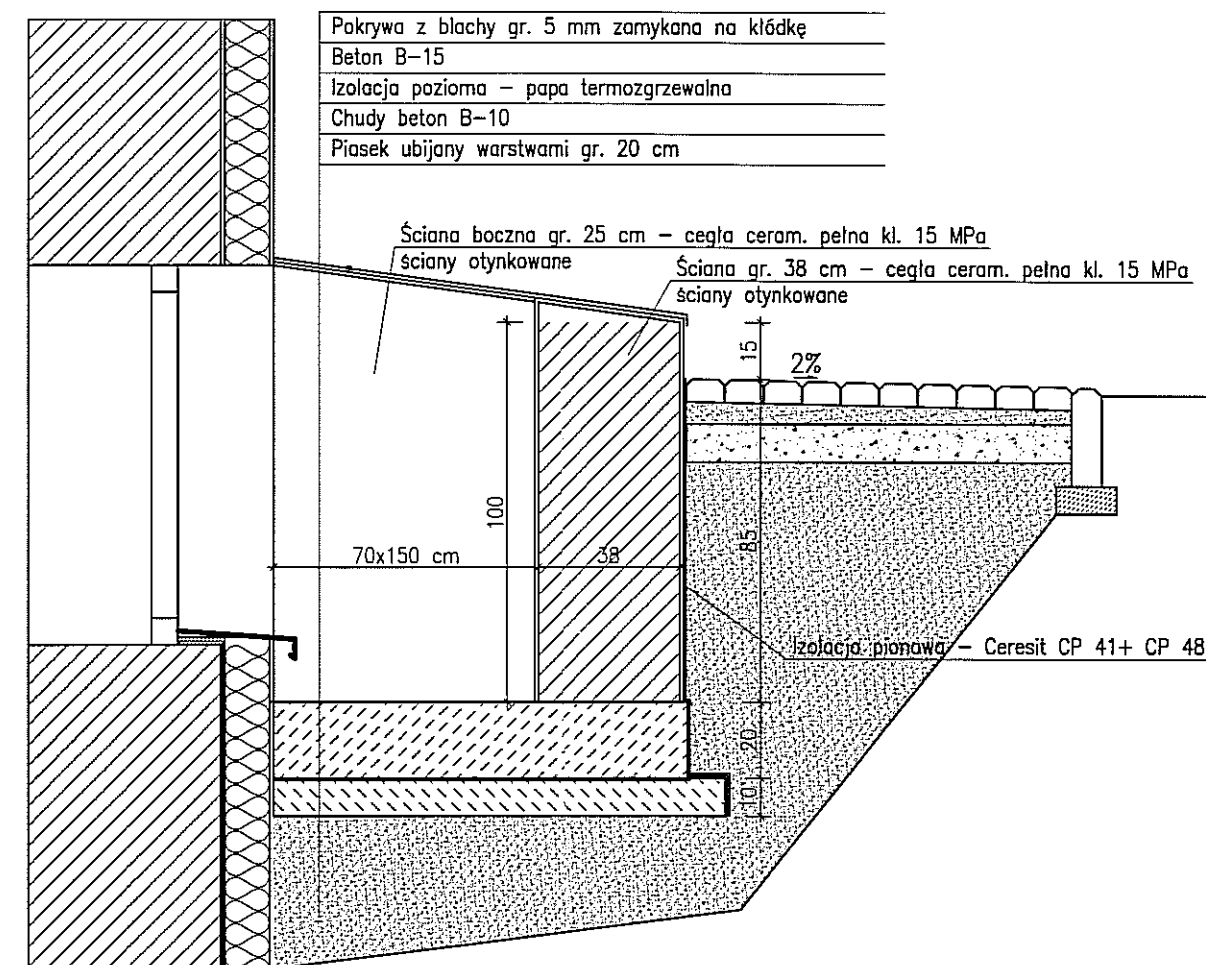 Pokrywa z blachy gr. 5 mm zamykana na kłódkę
Beton B-15
Izolacja pozioma - papa termozgrzewalna
Chudy beton B-10
Piasek ubijany warstwami gr. 20 cm
Ściana boczna gr. 25 cm - cegła ceram. pełna kl. 15 MPa
ściany otynkowane
Ściana gr. 38 cm - cegła ceram. pełna kl. 15 MPa
ściany otynkowane
15
2%
100
85
70x150 cm
38
Izolacja pionowa - Ceresit CP 41+ CP 48
20
10